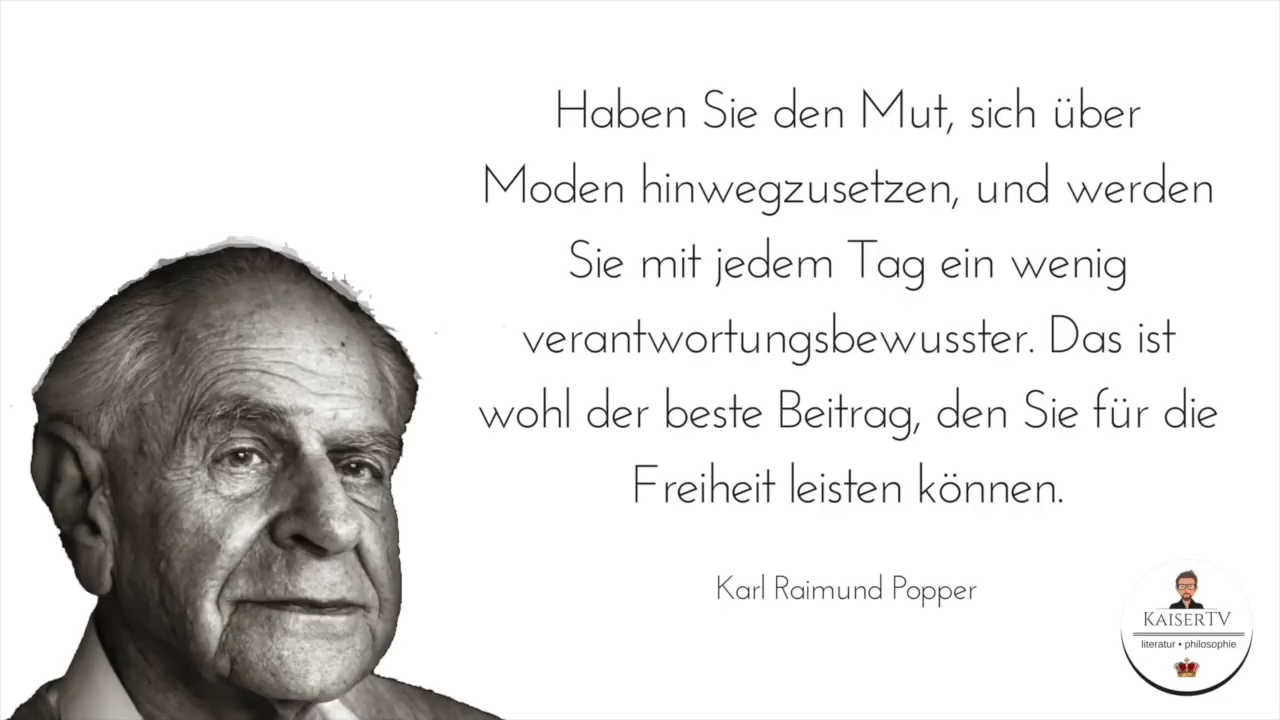 Haben Sie den Mut, sich über
Moden hinwegzusetzen, und werden
Sie mit jedem Tag ein wenig
verantwortungsbewusster. Das ist
wohl der beste Beitrag, den Sie für die
Freiheit leisten können.
Karl Raimund Popper
KAISERTV
literatur • philosophie